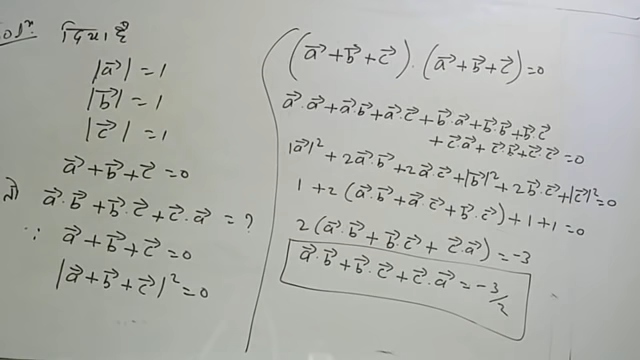 Solⁿ. दिया है
|a⃗| = 1
|b⃗| = 1
|c⃗| = 1
a⃗ + b⃗ + c⃗ = 0
तो a⃗·b⃗ + b⃗·c⃗ + c⃗·a⃗ = ?
∵ a⃗ + b⃗ + c⃗ = 0
|a⃗ + b⃗ + c⃗|² = 0
(a⃗ + b⃗ + c⃗)·(a⃗ + b⃗ + c⃗) = 0
a⃗·a⃗ + a⃗·b⃗ + a⃗·c⃗ + b⃗·a⃗ + b⃗·b⃗ + b⃗·c⃗
+ c⃗·a⃗ + c⃗·b⃗ + c⃗·c⃗ = 0
|a⃗|² + 2a⃗·b⃗ + 2a⃗·c⃗ + |b⃗|² + 2b⃗·c⃗ + |c⃗|² = 0
1 + 2(a⃗·b⃗ + a⃗·c⃗ + b⃗·c⃗) + 1 + 1 = 0
2(a⃗·b⃗ + b⃗·c⃗ + c⃗·a⃗) = -3
a⃗·b⃗ + b⃗·c⃗ + c⃗·a⃗ = -3/2